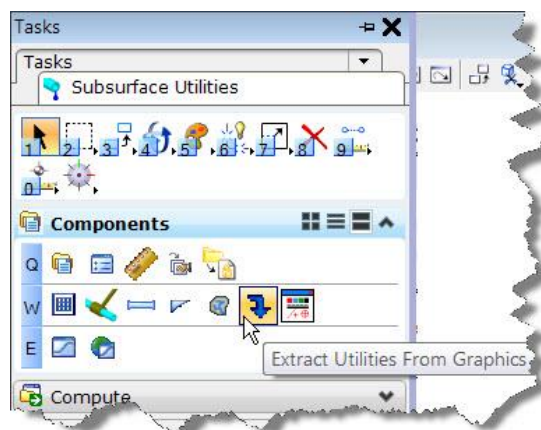 Tasks
Tasks
Subsurface Utilities
1 2 3 4 5 6 7 8 9
0
Components
Q
W
E
Extract Utilities From Graphics
Compute